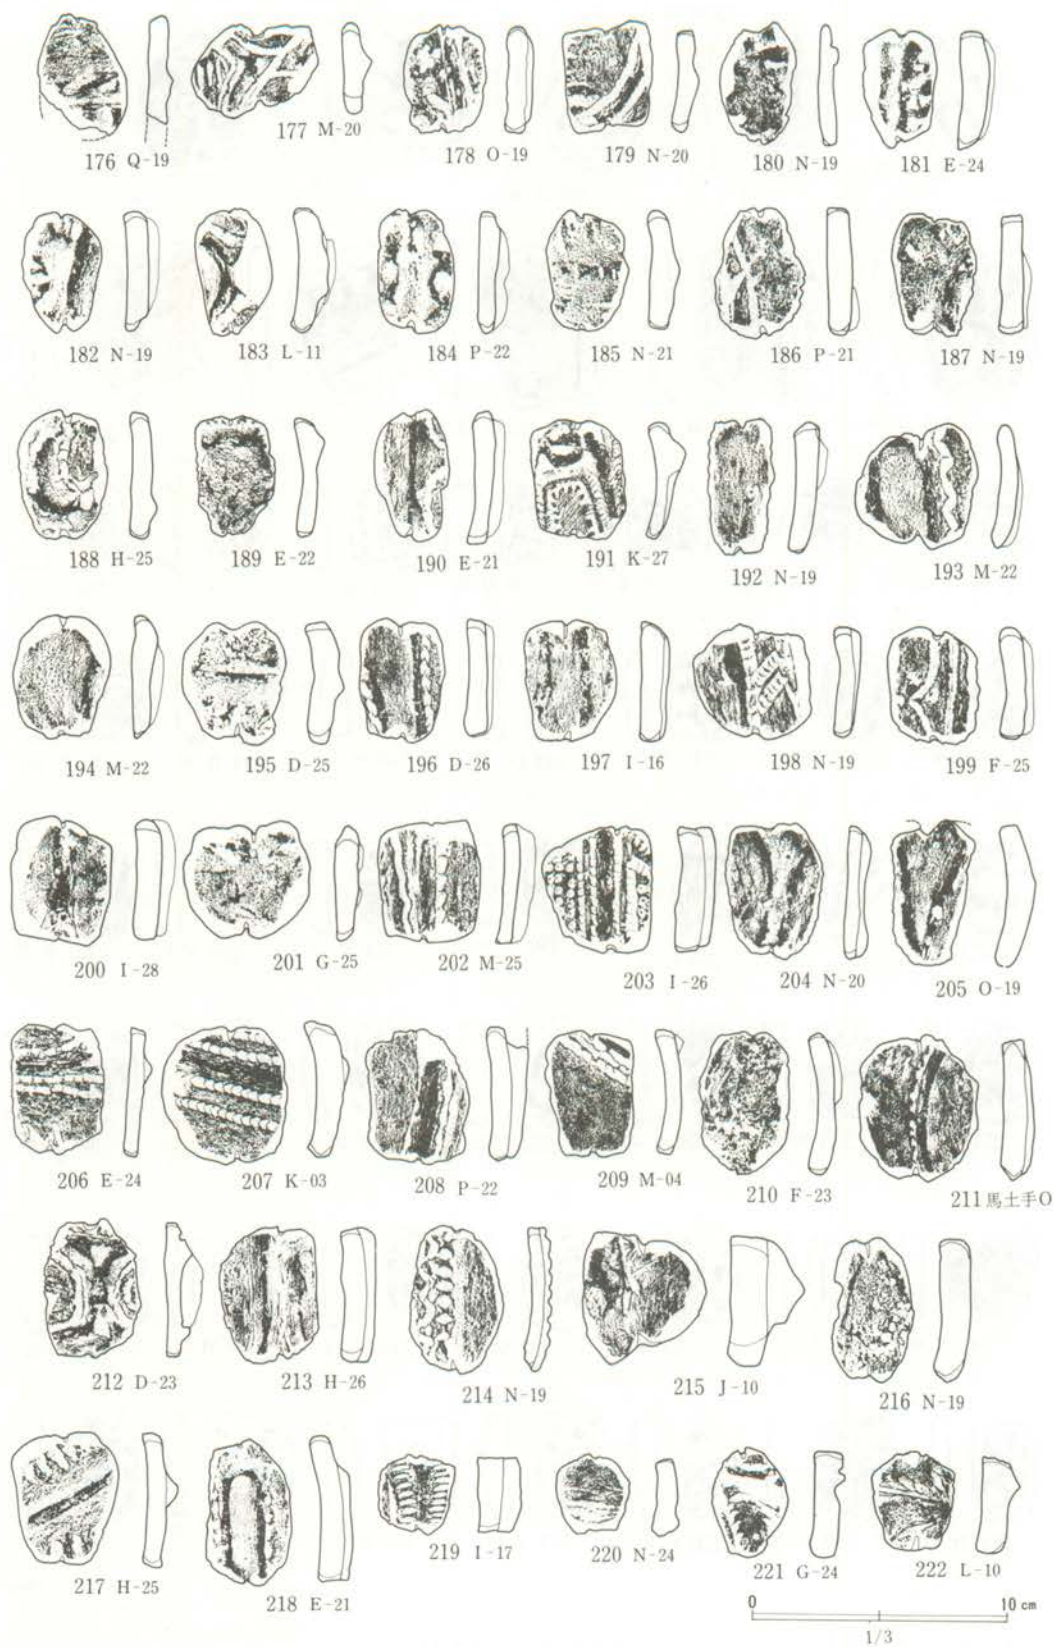 176 Q-19
177 M-20
178 O-19
179 N-20
180 N-19
181 E-24
182 N-19
183 L-11
184 P-22
185 N-21
186 P-21
187 N-19
188 H-25
189 E-22
190 E-21
191 K-27
192 N-19
193 M-22
194 M-22
195 D-25
196 D-26
197 I-16
198 N-19
199 F-25
200 I-28
201 G-25
202 M-25
203 I-26
204 N-20
205 O-19
206 E-24
207 K-03
208 P-22
209 M-04
210 F-23
211 馬土手O
212 D-23
213 H-26
214 N-19
215 J-10
216 N-19
217 H-25
218 E-21
219 I-17
220 N-24
221 G-24
222 L-10
0 10cm
1/3